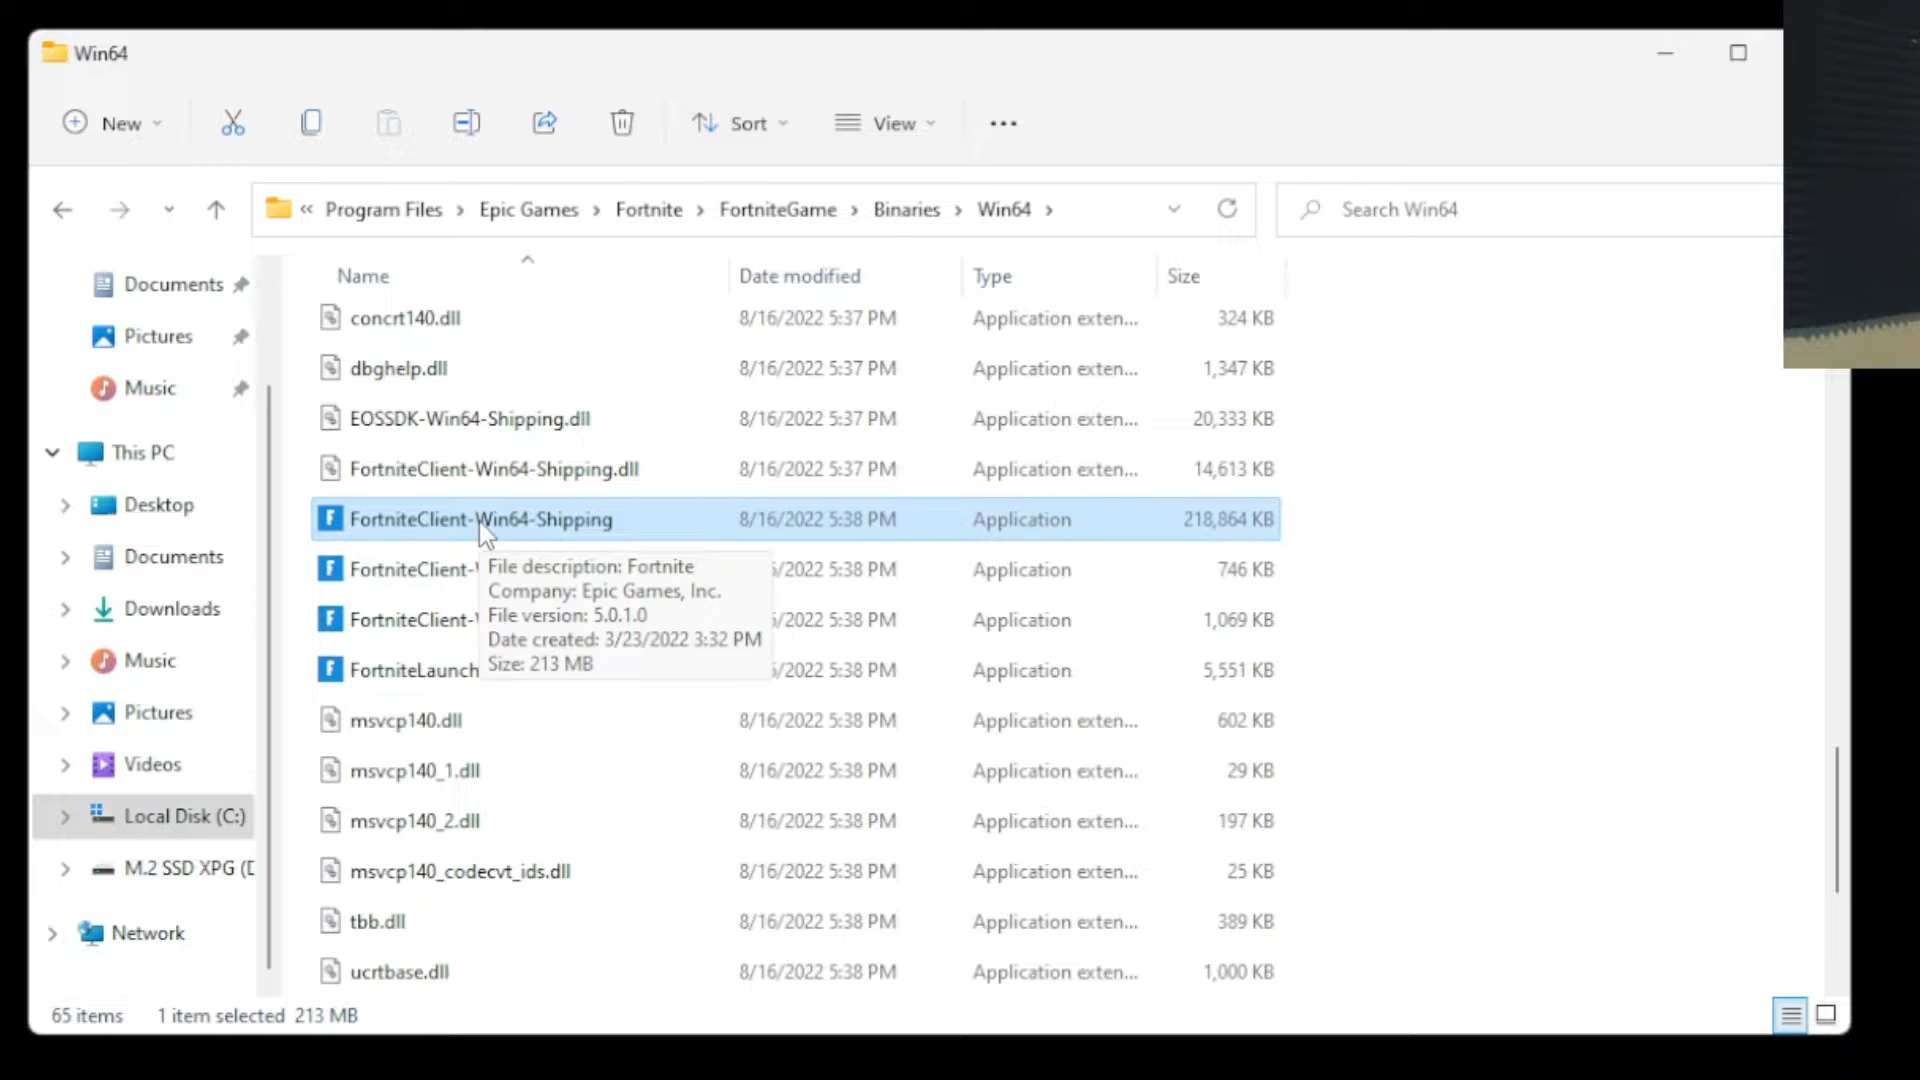 Win64
New
Sort
View
« Program Files > Epic Games > Fortnite > FortniteGame > Binaries > Win64 >
Search Win64
Documents
Pictures
Music
This PC
Desktop
Documents
Downloads
Music
Pictures
Videos
Local Disk (C:)
M.2 SSD XPG (D
Network
Name Date modified Type Size
concrt140.dll 8/16/2022 5:37 PM Application exten... 324 KB
dbghelp.dll 8/16/2022 5:37 PM Application exten... 1,347 KB
EOSSDK-Win64-Shipping.dll 8/16/2022 5:37 PM Application exten... 20,333 KB
FortniteClient-Win64-Shipping.dll 8/16/2022 5:37 PM Application exten... 14,613 KB
FortniteClient-Win64-Shipping 8/16/2022 5:38 PM Application 218,864 KB
FortniteClient- /2022 5:38 PM Application 746 KB
FortniteClient- /2022 5:38 PM Application 1,069 KB
FortniteLaunch /2022 5:38 PM Application 5,551 KB
File description: Fortnite
Company: Epic Games, Inc.
File version: 5.0.1.0
Date created: 3/23/2022 3:32 PM
Size: 213 MB
msvcp140.dll 8/16/2022 5:38 PM Application exten... 602 KB
msvcp140_1.dll 8/16/2022 5:38 PM Application exten... 29 KB
msvcp140_2.dll 8/16/2022 5:38 PM Application exten... 197 KB
msvcp140_codecvt_ids.dll 8/16/2022 5:38 PM Application exten... 25 KB
tbb.dll 8/16/2022 5:38 PM Application exten... 389 KB
ucrtbase.dll 8/16/2022 5:38 PM Application exten... 1,000 KB
65 items 1 item selected 213 MB